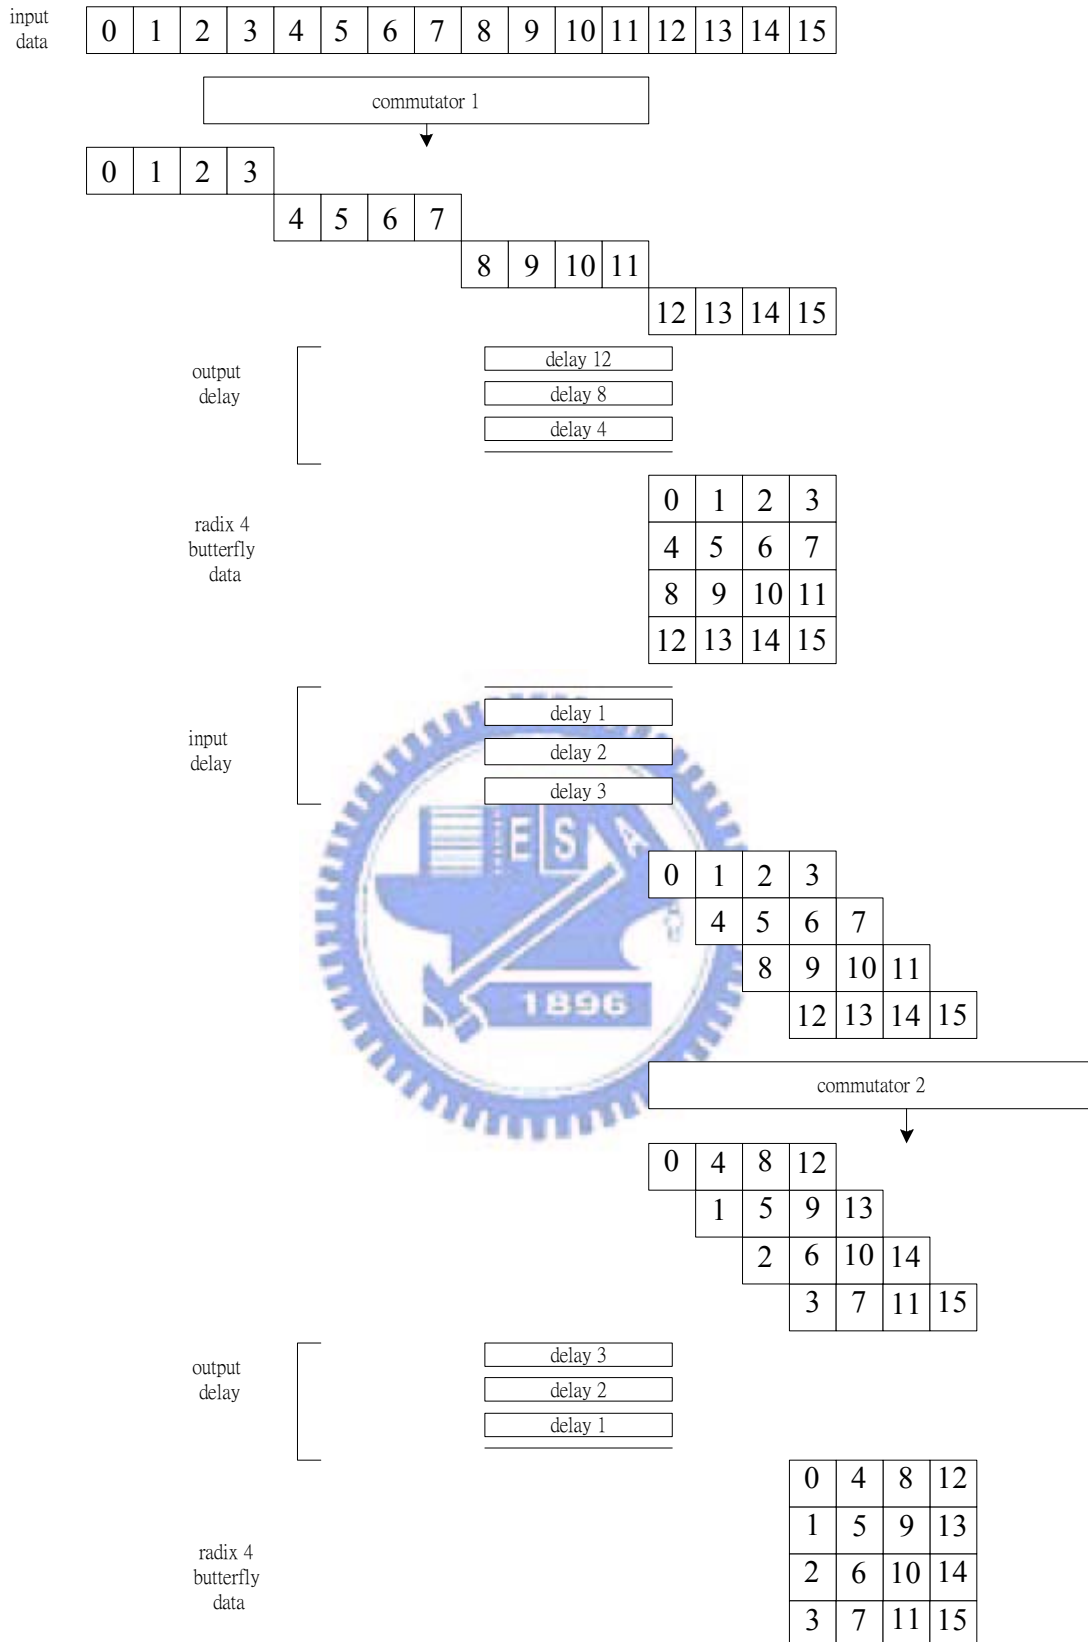 input
data
0 1 2 3 4 5 6 7 8 9 10 11 12 13 14 15
commutator 1
0 1 2 3
4 5 6 7
8 9 10 11
12 13 14 15
output
delay
delay 12
delay 8
delay 4
radix 4
butterfly
data
0 1 2 3
4 5 6 7
8 9 10 11
12 13 14 15
input
delay
delay 1
delay 2
delay 3
E S A
1896
0 1 2 3
4 5 6 7
8 9 10 11
12 13 14 15
commutator 2
0 4 8 12
1 5 9 13
2 6 10 14
3 7 11 15
output
delay
delay 3
delay 2
delay 1
radix 4
butterfly
data
0 4 8 12
1 5 9 13
2 6 10 14
3 7 11 15